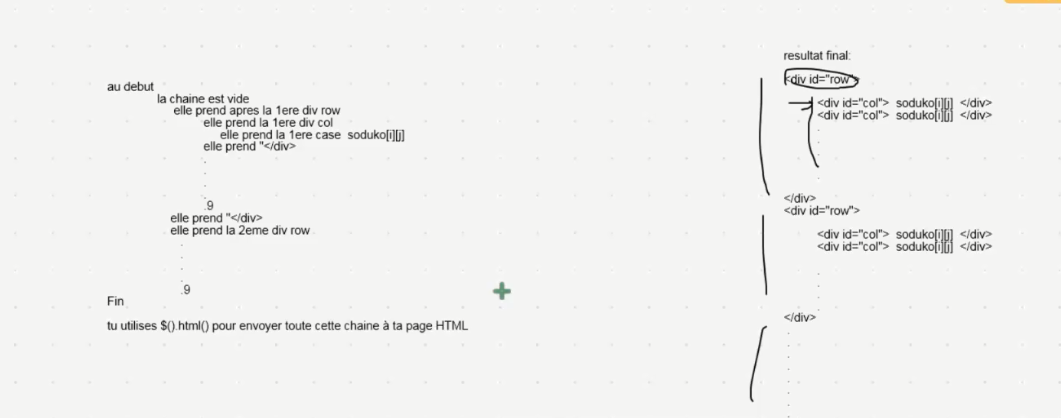 au debut
la chaine est vide
elle prend apres la 1ere div row
elle prend la 1ere div col
elle prend la 1ere case soduko[i][j]
elle prend "</div>
.9
elle prend "</div>
elle prend la 2eme div row
.9
Fin
tu utilises $().html() pour envoyer toute cette chaine à ta page HTML
resultat final:
<div id="row">
<div id="col"> soduko[i][j] </div>
<div id="col"> soduko[i][j] </div>
</div>
<div id="row">
<div id="col"> soduko[i][j] </div>
<div id="col"> soduko[i][j] </div>
</div>